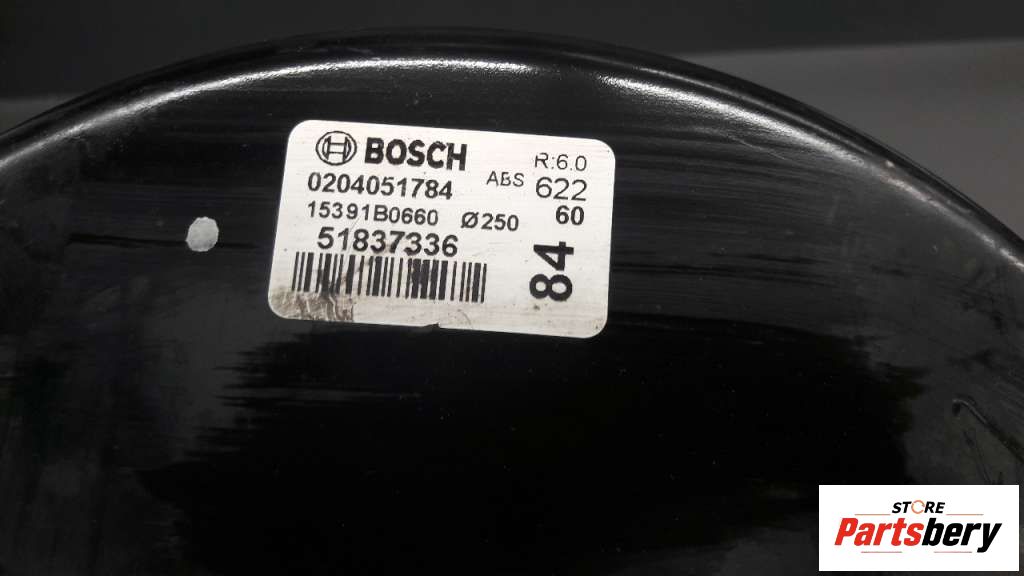 BOSCH R:6.0
0204051784 ABS 622
15391B0660 Ø250 60
51837336 84
STORE
Partsbery